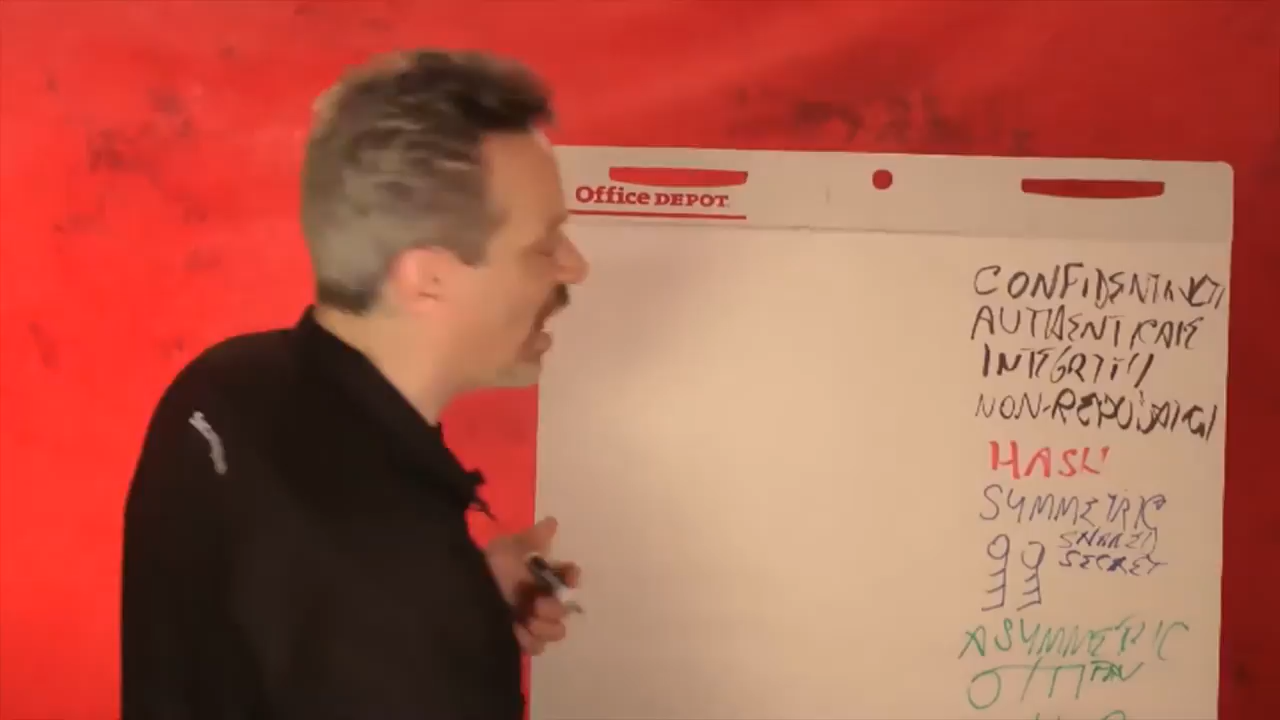 Office DEPOT
CONFIDENTIALITY
AUTHENTICATE
INTEGRITY
NON-REPUDIATION
HASH
SYMMETRIC
SHARED
SECRET
ASYMMETRIC